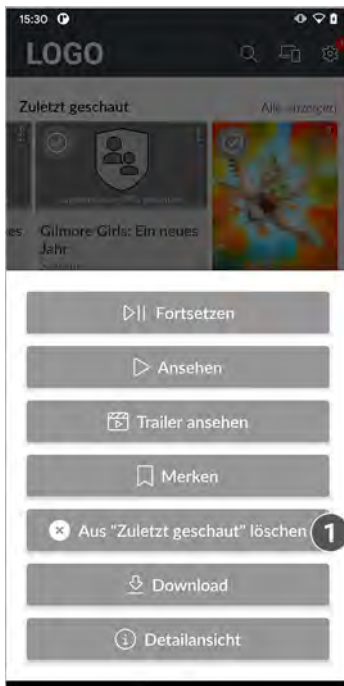 15:30
LOGO
Zuletzt geschaut
Alle anzeigen
es
Gilmore Girls: Ein neues
Jahr
Fortsetzen
Ansehen
Trailer ansehen
Merken
Aus "Zuletzt geschaut" löschen
1
Download
Detailansicht